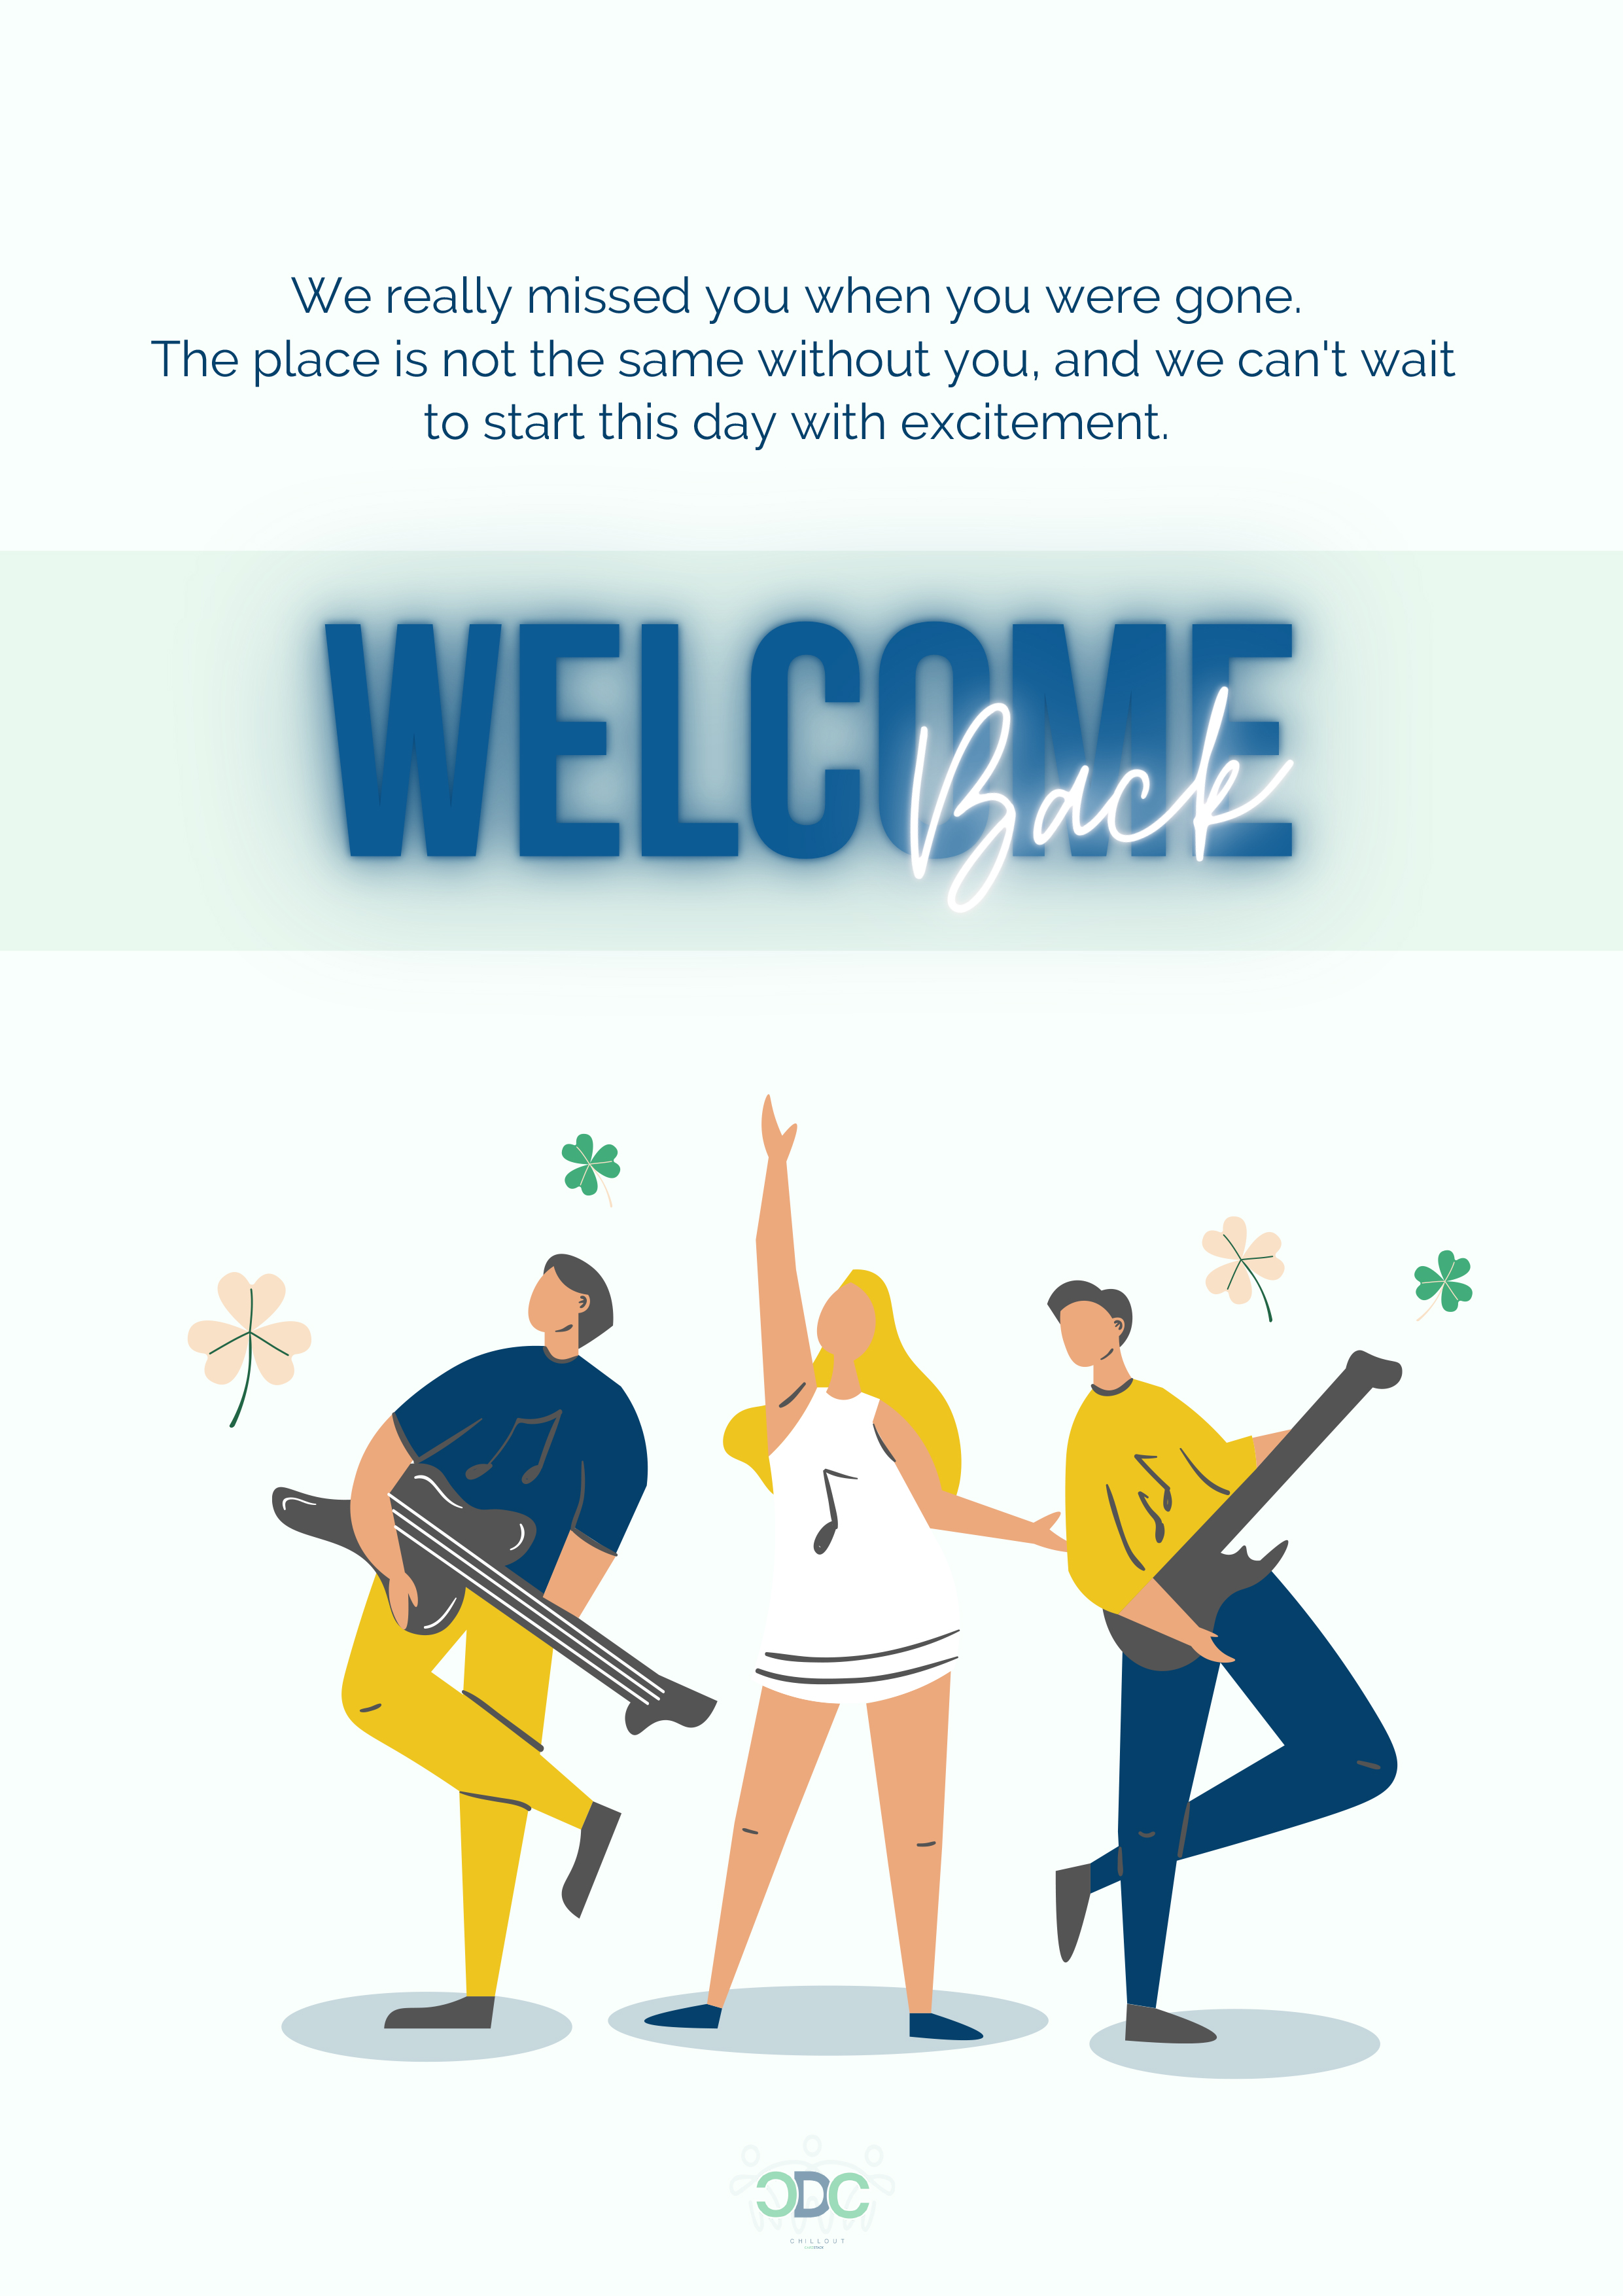 We really missed you when you were gone.
The place is not the same without you, and we can't wait
to start this day with excitement.
WELCOME
Back
CDC
CHILLOUT